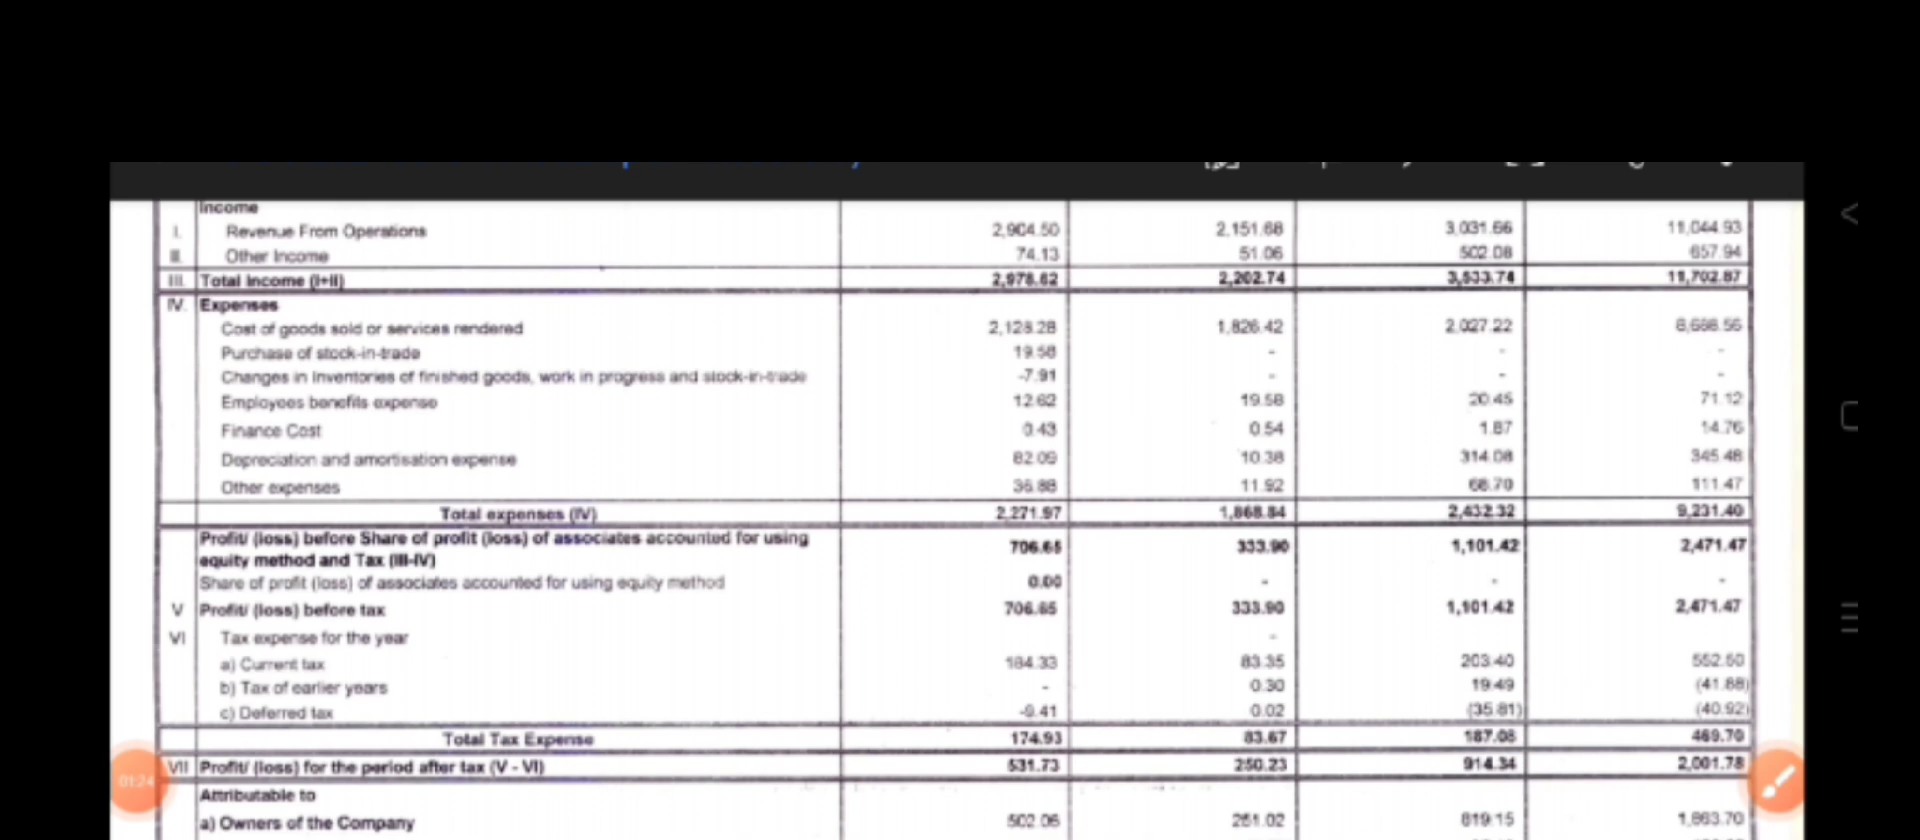 Income
I. Revenue From Operations 2,904.50 2,151.68 3,031.66 11,044.93
II. Other Income 74.13 51.06 502.08 657.94
III. Total Income (I+II) 2,978.62 2,202.74 3,533.74 11,702.87
IV. Expenses
Cost of goods sold or services rendered 2,128.28 1,826.42 2,027.22 8,688.56
Purchase of stock-in-trade 19.58 - - -
Changes in Inventories of finished goods, work in progress and stock-in-trade -7.91 - - -
Employees benefits expense 12.62 19.58 20.45 71.12
Finance Cost 0.43 0.54 1.87 14.76
Depreciation and amortisation expense 82.09 10.38 314.08 345.48
Other expenses 36.88 11.92 68.70 111.47
Total expenses (IV) 2,271.97 1,868.84 2,432.32 9,231.40
Profit/ (loss) before Share of profit (loss) of associates accounted for using
equity method and Tax (III-IV) 706.65 333.90 1,101.42 2,471.47
Share of profit (loss) of associates accounted for using equity method 0.00 - - -
V Profit/ (loss) before tax 706.65 333.90 1,101.42 2,471.47
VI Tax expense for the year -
a) Current tax 184.33 83.35 203.40 552.50
b) Tax of earlier years - 0.30 19.49 (41.88)
c) Deferred tax -9.41 0.02 (35.81) (40.92)
Total Tax Expense 174.93 83.67 187.08 469.70
VII Profit/ (loss) for the period after tax (V - VI) 531.73 250.23 914.34 2,001.78
Attributable to
a) Owners of the Company 502.06 251.02 819.15 1,863.70
01:24